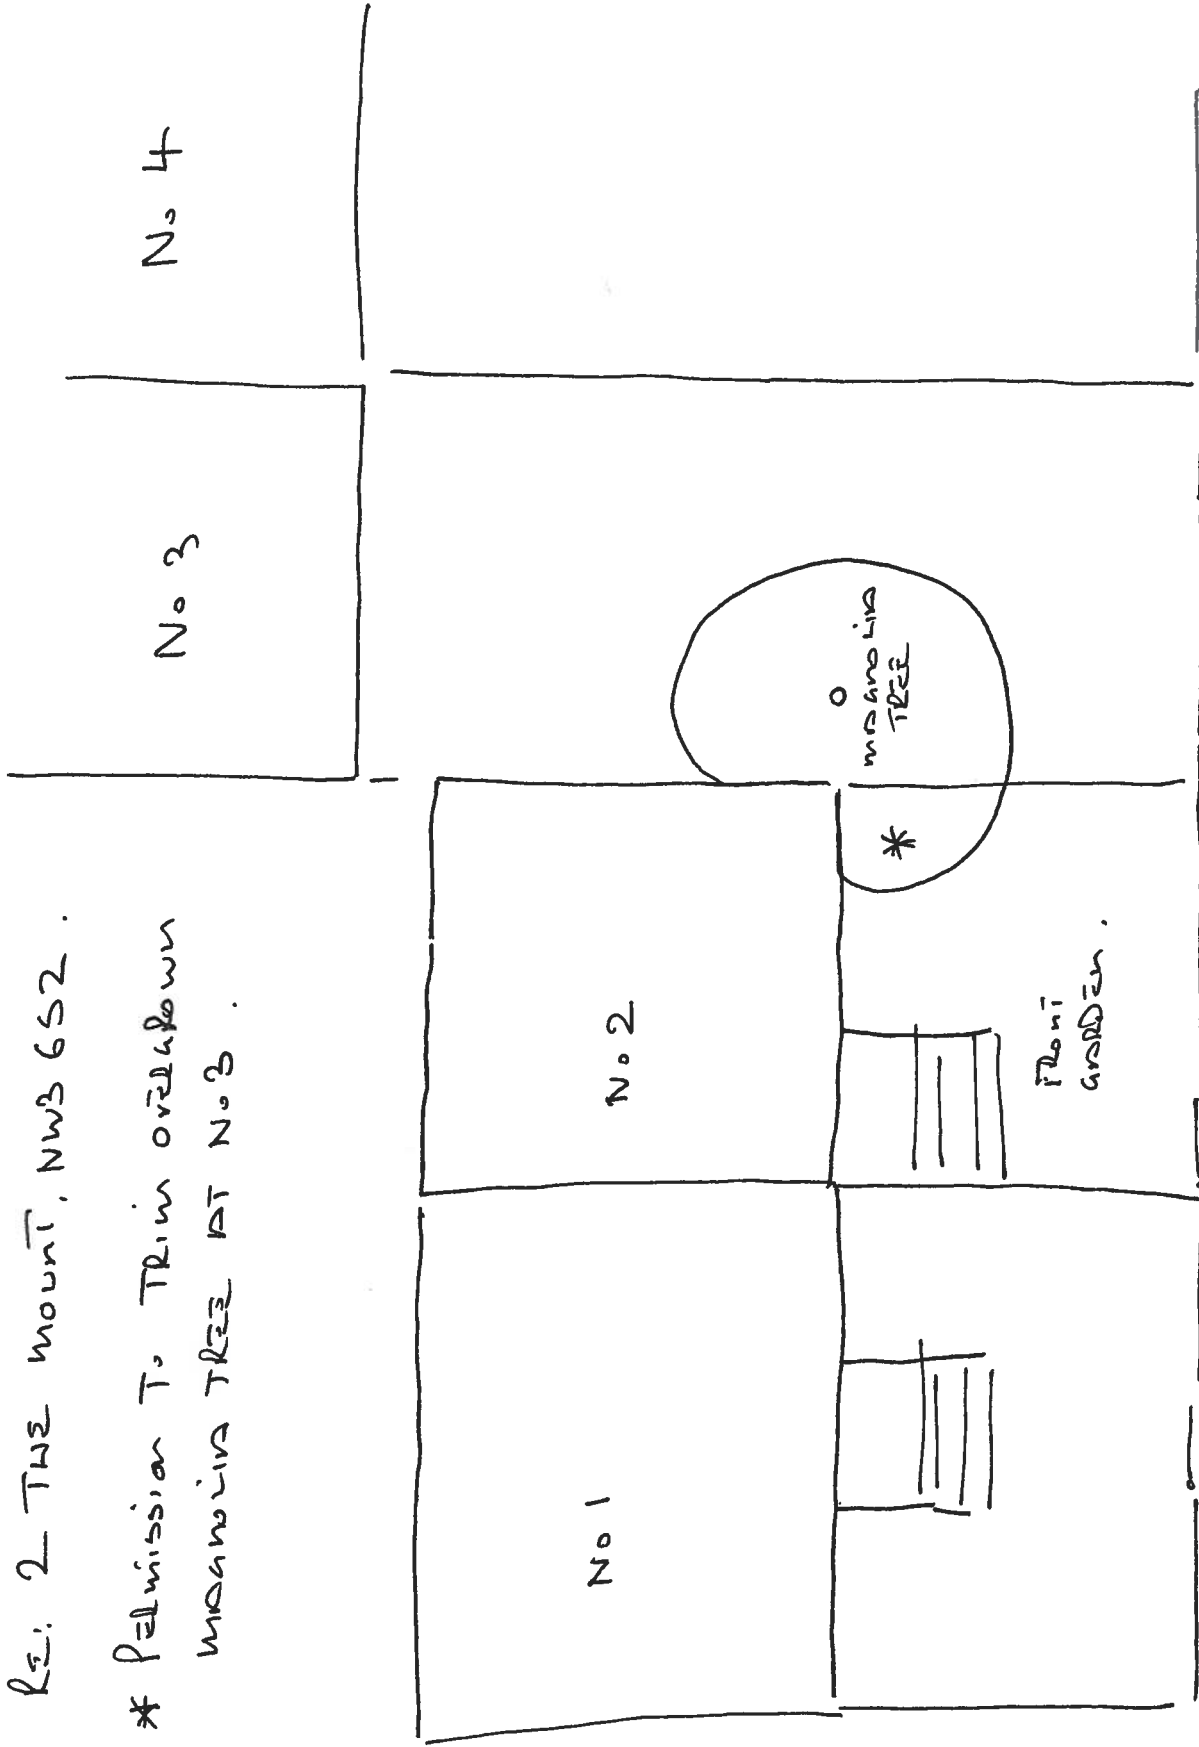 RE: 2 THE MOUNT, NW3 6SZ.
* PERMISSION TO TRIM OVERGROWN
MAGNOLIA TREE AT No 3.
No 4
No 3
No. 2
No 1
MAGNOLIA
TREE
*
FRONT
GARDEN.